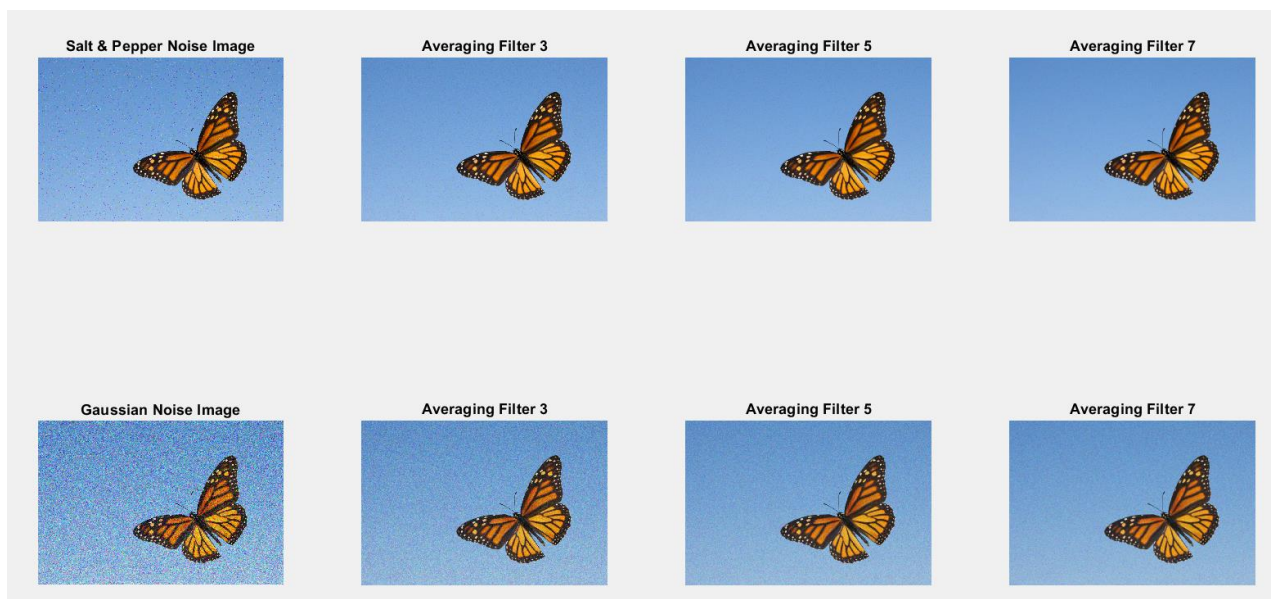 Salt & Pepper Noise Image
Averaging Filter 3
Averaging Filter 5
Averaging Filter 7
Gaussian Noise Image
Averaging Filter 3
Averaging Filter 5
Averaging Filter 7